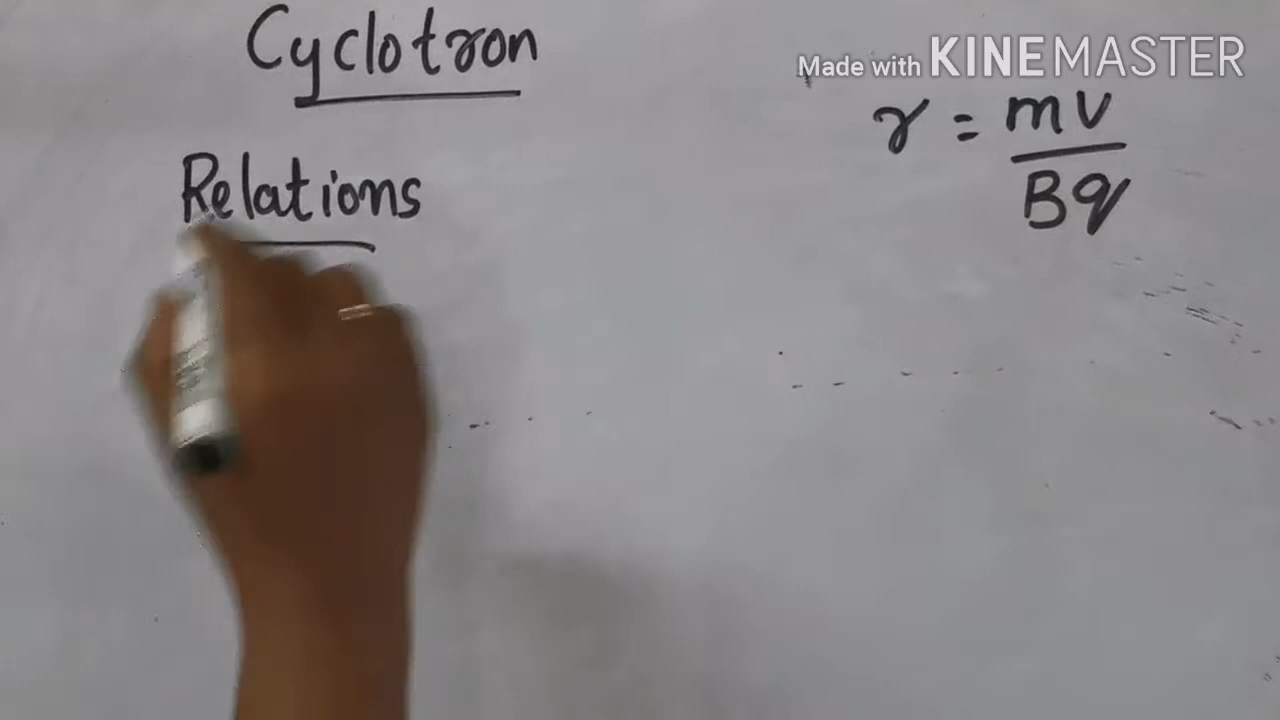 Cyclotron
Made with KINEMASTER
r = mv
Bq
Relations